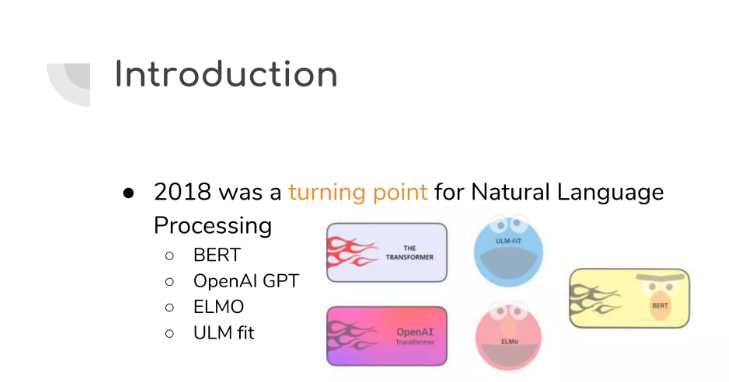 Introduction
● 2018 was a turning point for Natural Language
Processing
○ BERT
○ OpenAI GPT
○ ELMO
○ ULM fit
THE
TRANSFORMER
ULM-FiT
OpenAI
Transformer
ELMo
BERT